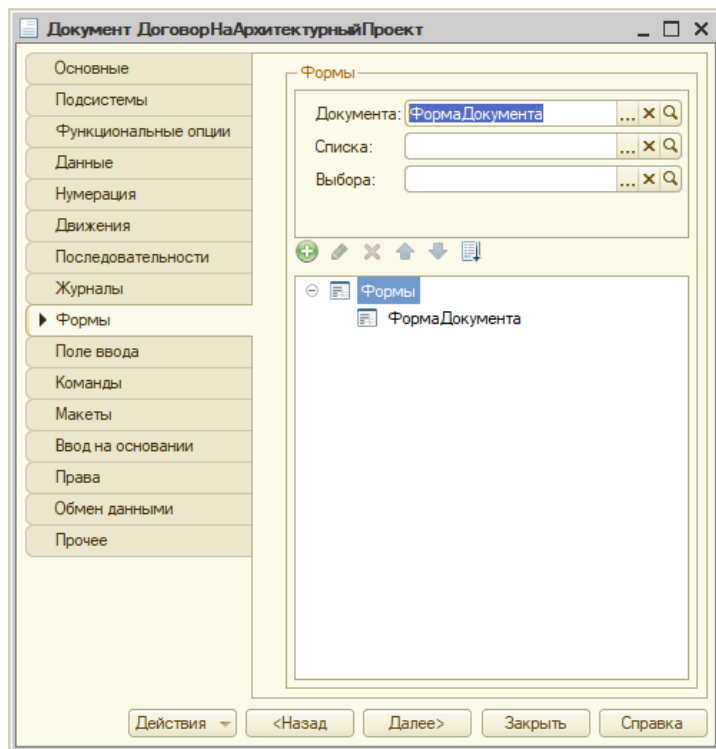 Документ ДоговорНаАрхитектурныйПроект
Основные
Подсистемы
Функциональные опции
Данные
Нумерация
Движения
Последовательности
Журналы
Формы
Поле ввода
Команды
Макеты
Ввод на основании
Права
Обмен данными
Прочее
Формы
Документа: ФормаДокумента ...
Списка: ...
Выбора: ...
Формы
ФормаДокумента
Действия <Назад Далее> Закрыть Справка